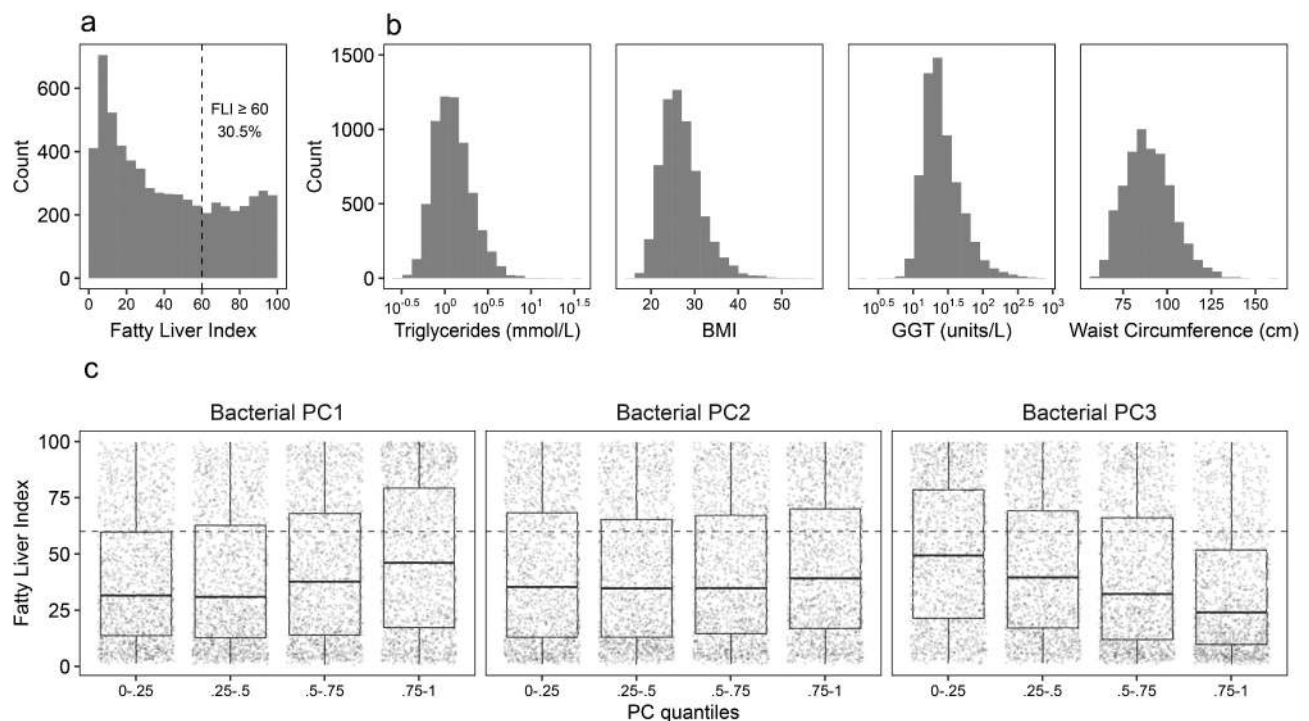 a
Count
600
400
200
0
FLI ≥ 60
30.5%
0 20 40 60 80 100
Fatty Liver Index
b
Count
1500
1000
500
0
10^0.5 10^0 10^0.5 10^1 10^1.5
Triglycerides (mmol/L)
20 30 40 50
BMI
10^0.5 10^1 10^1.5 10^2 10^2.5 10^3
GGT (units/L)
75 100 125 150
Waist Circumference (cm)
c
Bacterial PC1 Bacterial PC2 Bacterial PC3
Fatty Liver Index
100
75
50
25
0
0-.25 .25-.5 .5-.75 .75-1 0-.25 .25-.5 .5-.75 .75-1 0-.25 .25-.5 .5-.75 .75-1
PC quantiles